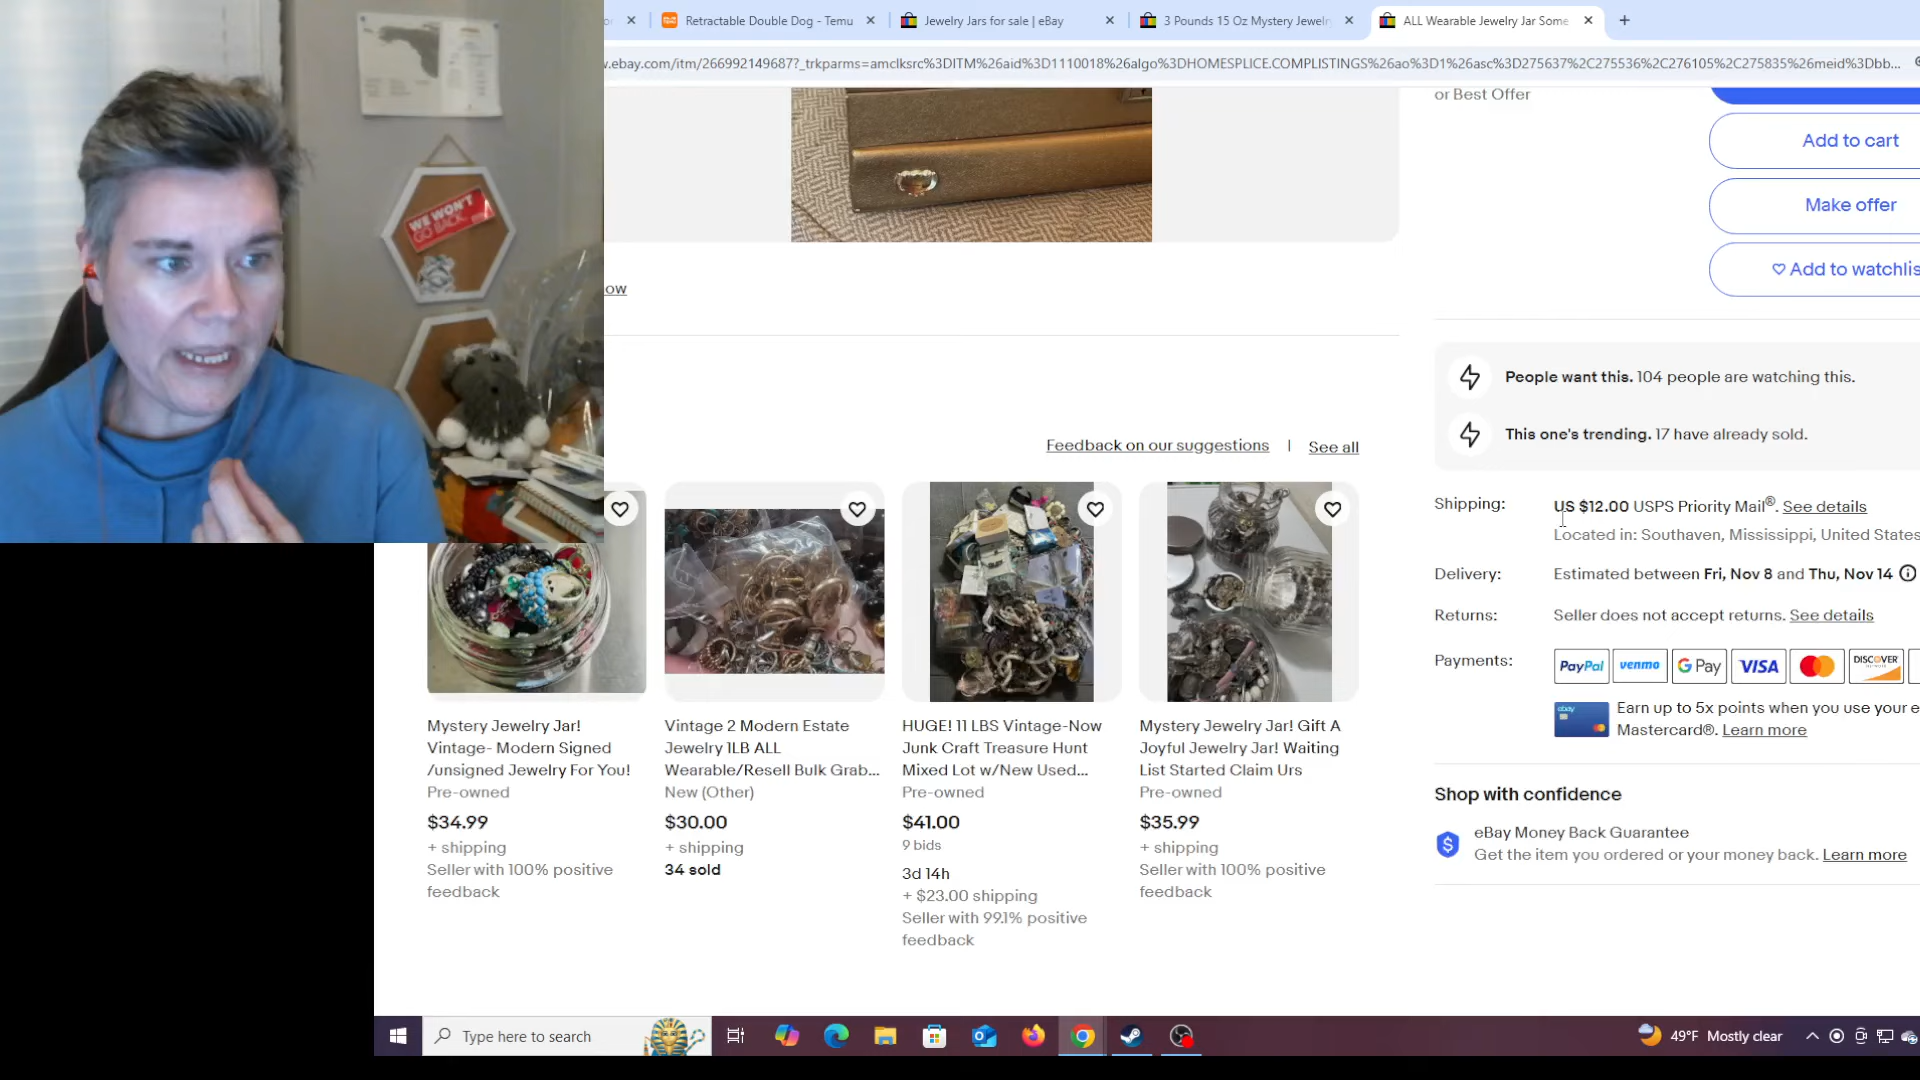 Retractable Double Dog - Temu
Jewelry Jars for sale | eBay
3 Pounds 15 Oz Mystery Jewelr
ALL Wearable Jewelry Jar Some
.ebay.com/itm/266992149687?_trkparms=amclksrc%3DITM%26aid%3D1110018%26algo%3DHOMESPLICE.COMPLISTINGS%26ao%3D1%26asc%3D275637%2C275536%2C276105%2C275835%26meid%3Dbb...
or Best Offer
Add to cart
Make offer
Add to watchlis
WE WON'T
GO BACK
ow
People want this. 104 people are watching this.
This one's trending. 17 have already sold.
Feedback on our suggestions | See all
Shipping: US $12.00 USPS Priority Mail®. See details
Located in: Southaven, Mississippi, United States
Delivery: Estimated between Fri, Nov 8 and Thu, Nov 14
Returns: Seller does not accept returns. See details
Payments: PayPal venmo G Pay VISA MasterCard DISCOVER
ebay
Earn up to 5x points when you use your e
Mastercard®. Learn more
Shop with confidence
eBay Money Back Guarantee
Get the item you ordered or your money back. Learn more
Mystery Jewelry Jar!
Vintage- Modern Signed
/unsigned Jewelry For You!
Pre-owned
$34.99
+ shipping
Seller with 100% positive
feedback
Vintage 2 Modern Estate
Jewelry 1LB ALL
Wearable/Resell Bulk Grab...
New (Other)
$30.00
+ shipping
34 sold
HUGE! 11 LBS Vintage-Now
Junk Craft Treasure Hunt
Mixed Lot w/New Used...
Pre-owned
$41.00
9 bids
3d 14h
+ $23.00 shipping
Seller with 99.1% positive
feedback
Mystery Jewelry Jar! Gift A
Joyful Jewelry Jar! Waiting
List Started Claim Urs
Pre-owned
$35.99
+ shipping
Seller with 100% positive
feedback
Type here to search
49°F Mostly clear